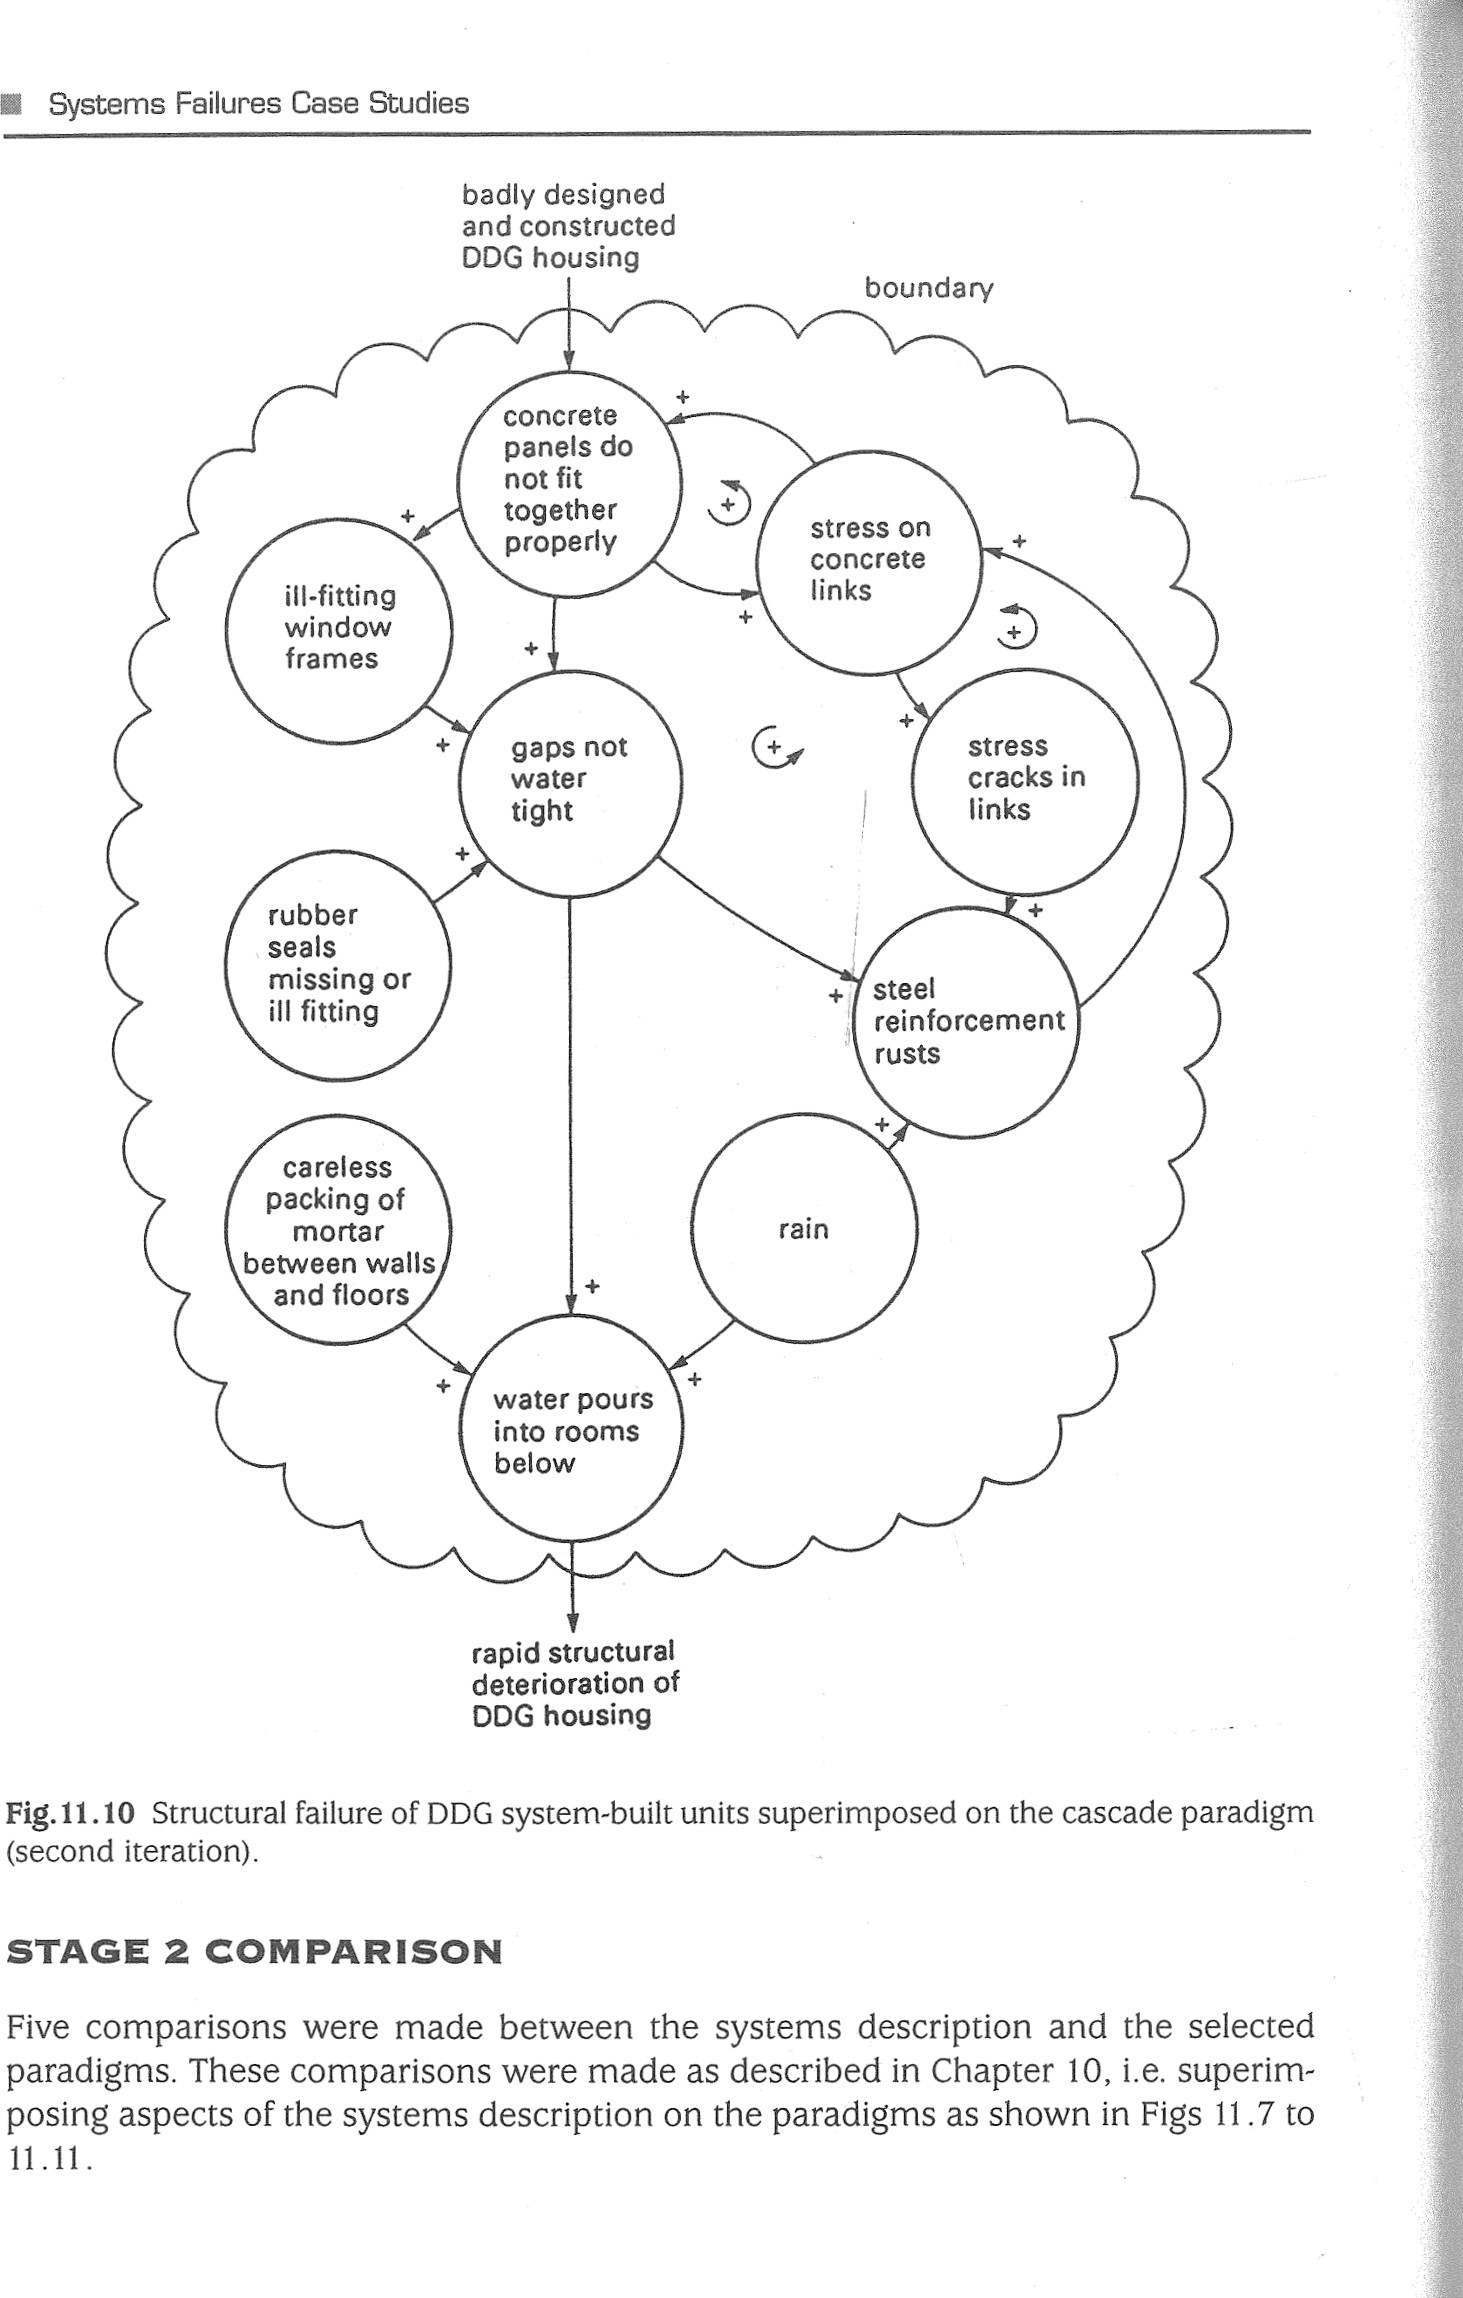 Systems Failures Case Studies
badly designed
and constructed
DDG housing
boundary
concrete
panels do
not fit
together
properly
+
+
+
stress on
concrete
links
+
+
ill-fitting
window
frames
+
+
+
+
gaps not
water
tight
+
stress
cracks in
links
+
+
rubber
seals
missing or
ill fitting
+
+
steel
reinforcement
rusts
careless
packing of
mortar
between walls
and floors
+
rain
+
+
+
water pours
into rooms
below
rapid structural
deterioration of
DDG housing
Fig.11.10 Structural failure of DDG system-built units superimposed on the cascade paradigm
(second iteration).
STAGE 2 COMPARISON
Five comparisons were made between the systems description and the selected
paradigms. These comparisons were made as described in Chapter 10, i.e. superim-
posing aspects of the systems description on the paradigms as shown in Figs 11.7 to
11.11.